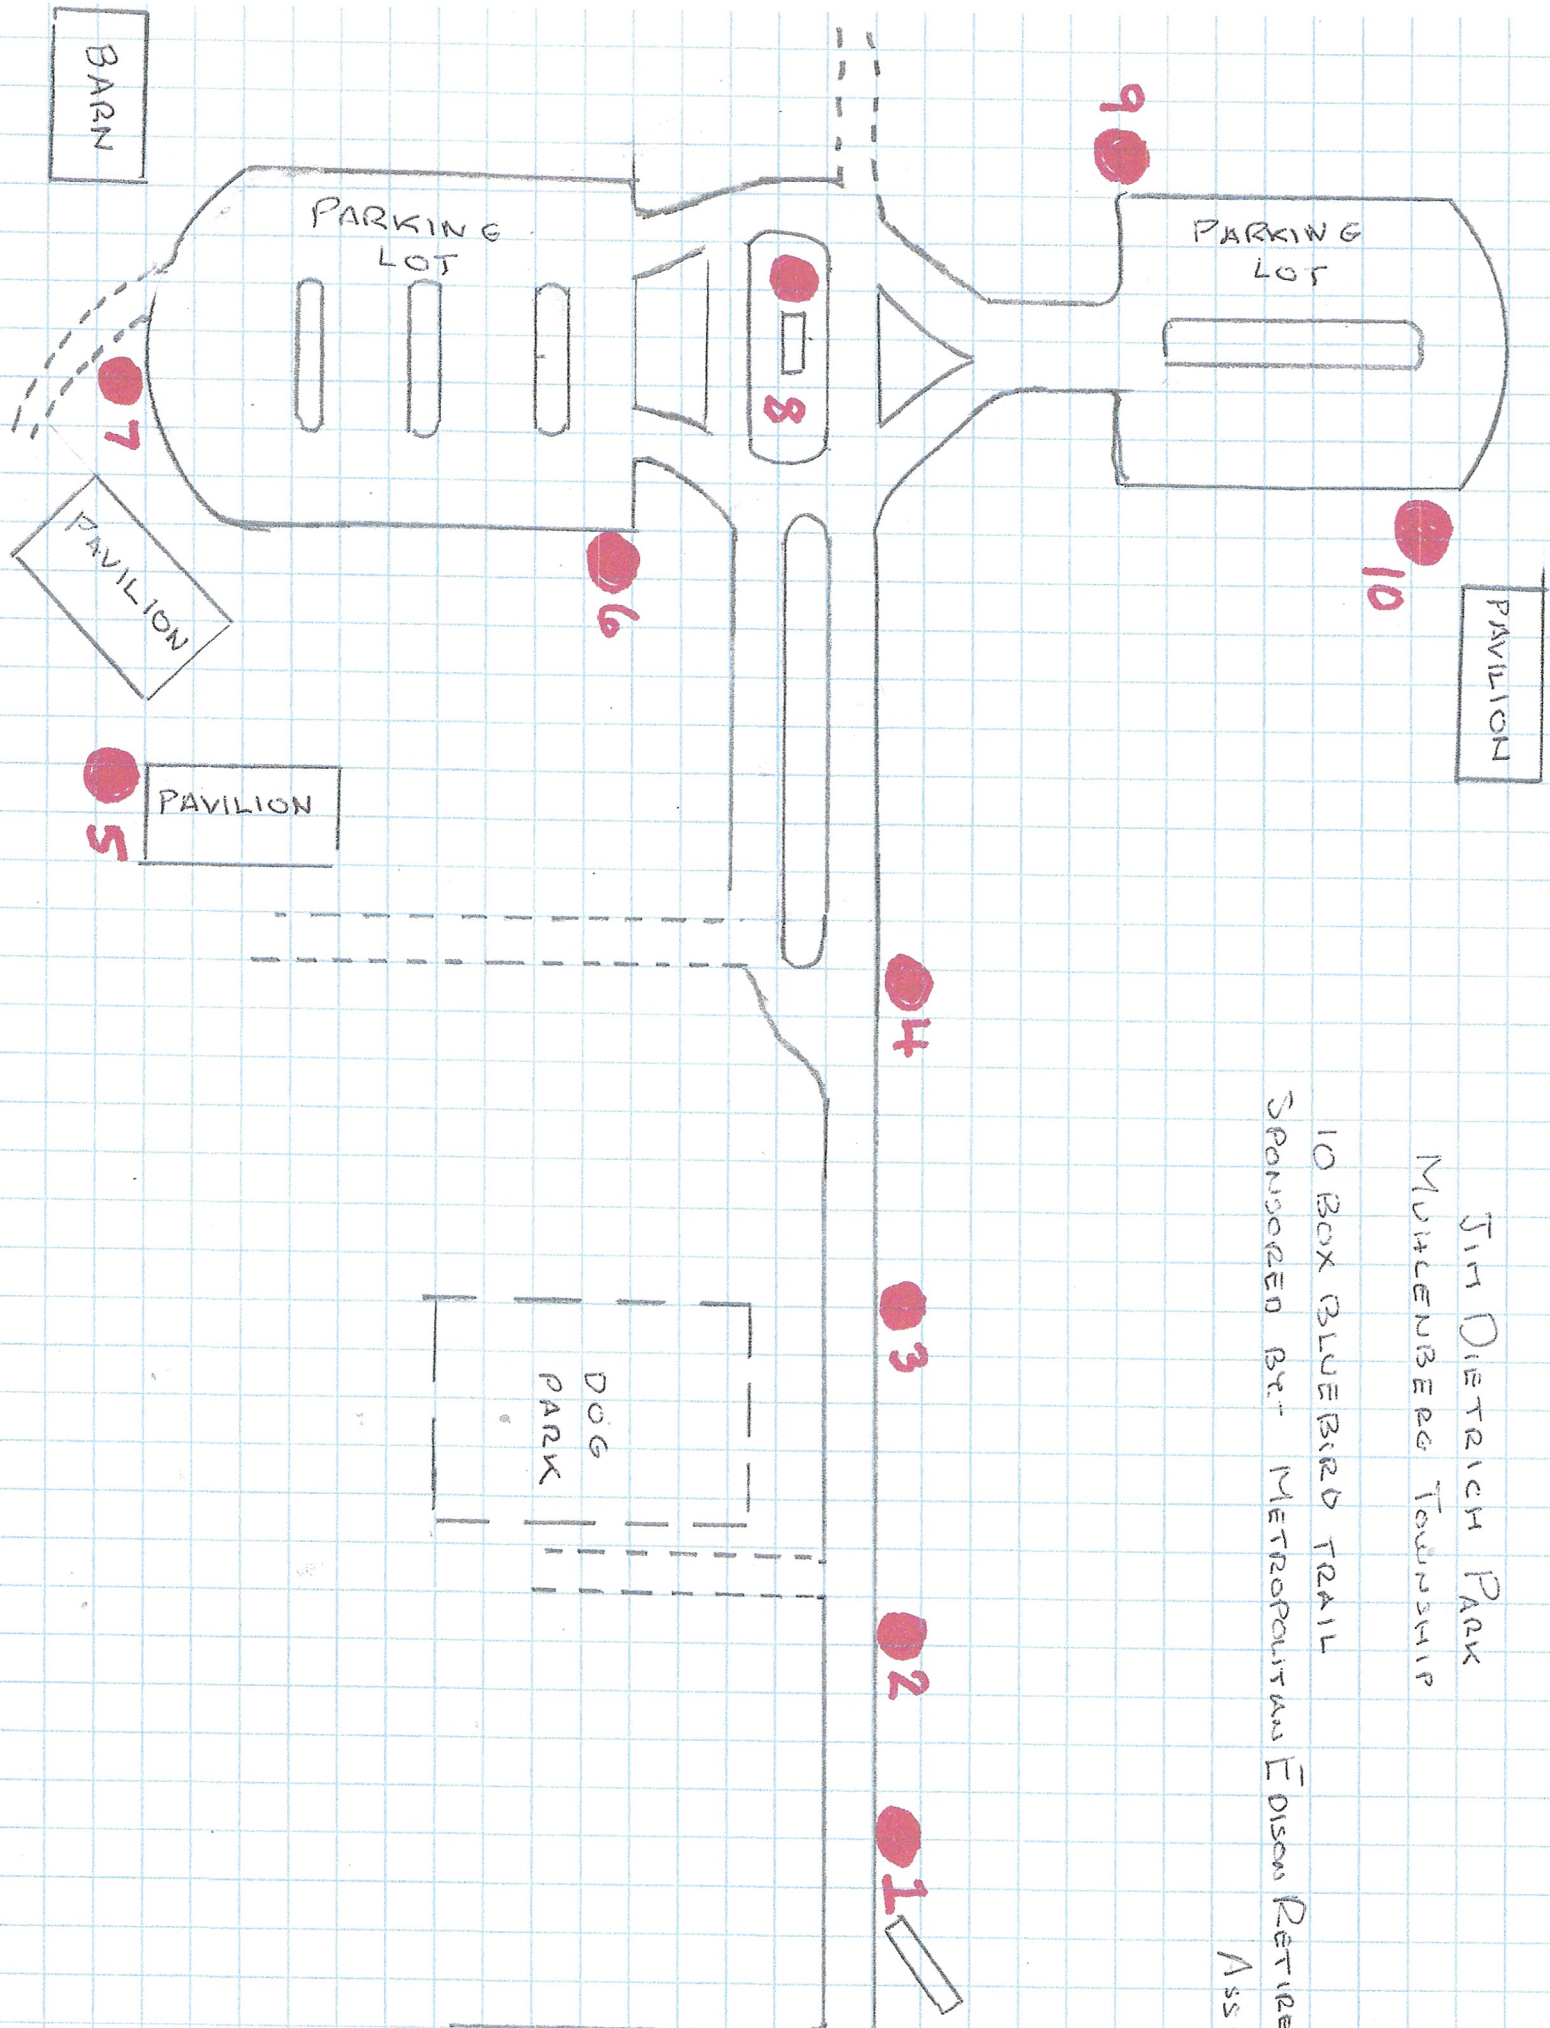 JIM DIETRICH PARK
MUHLENBERG TOWNSHIP
10 BOX BLUEBIRD TRAIL
SPONSORED BY:- METROPOLITAN EDISON RETIRE
ASS
PAVILION
10
PARKING
LOT
9
8
4
3
2
1
6
DOG
PARK
PARKING
LOT
PAVILION
5
PAVILION
7
BARN